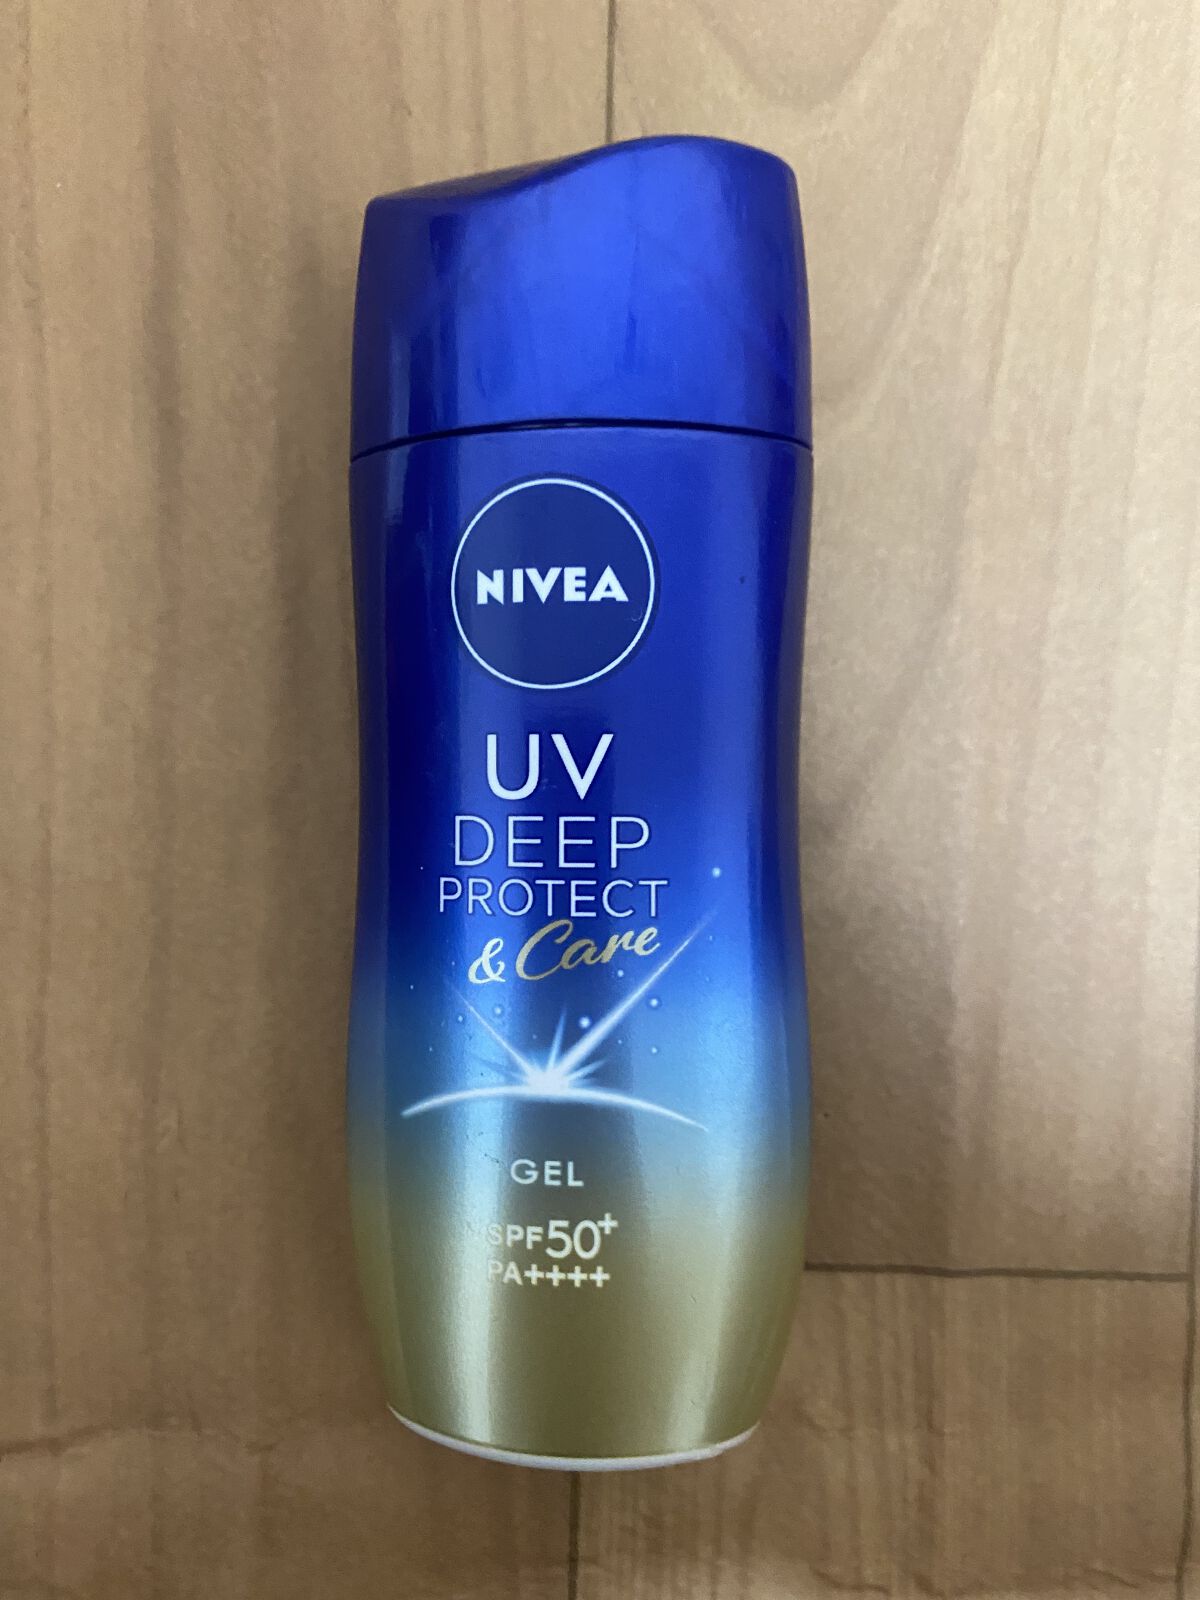 NIVEA
UV
DEEP
PROTECT
& Care
GEL
SPF50+
PA++++